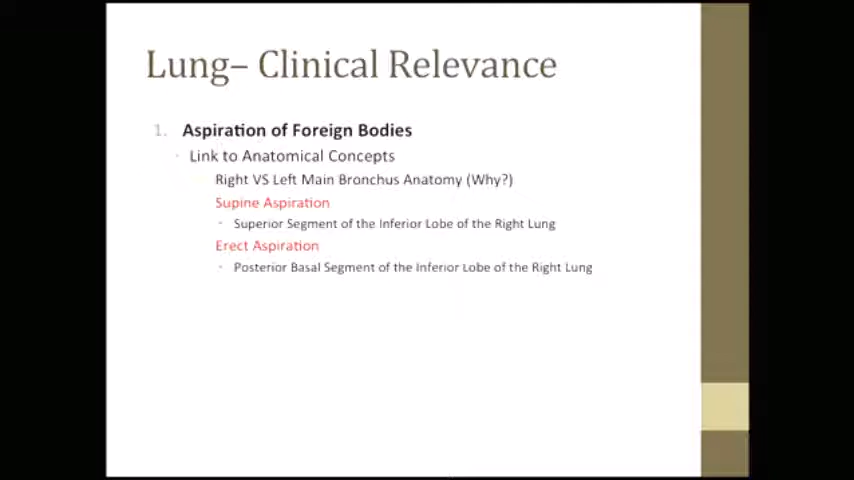 Lung– Clinical Relevance
1. Aspiration of Foreign Bodies
· Link to Anatomical Concepts
Right VS Left Main Bronchus Anatomy (Why?)
Supine Aspiration
· Superior Segment of the Inferior Lobe of the Right Lung
Erect Aspiration
· Posterior Basal Segment of the Inferior Lobe of the Right Lung